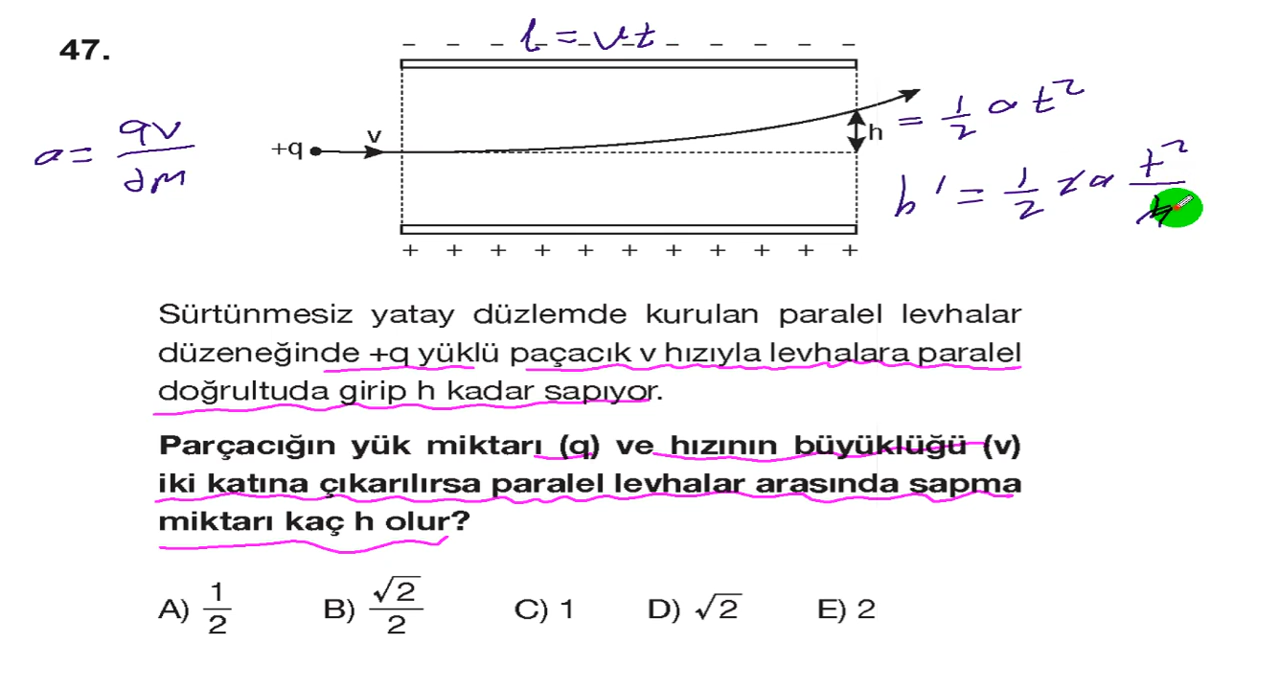 47.
- - - - - - - - - - -
l = vt
a = qV / dm
+q
v
h = 1/2 a t²
h' = 1/2 2a t²/4
+ + + + + + + + + + +
Sürtünmesiz yatay düzlemde kurulan paralel levhalar
düzeneğinde +q yüklü paçacık v hızıyla levhalara paralel
doğrultuda girip h kadar sapıyor.
Parçacığın yük miktarı (q) ve hızının büyüklüğü (v)
iki katına çıkarılırsa paralel levhalar arasında sapma
miktarı kaç h olur?
A) 1/2 B) √2/2 C) 1 D) √2 E) 2